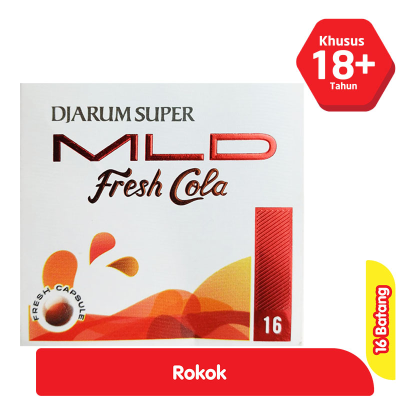 Khusus
18+
Tahun
DJARUM SUPER
MLD
Fresh Cola
FRESH CAPSULE
16
16 Batang
Rokok